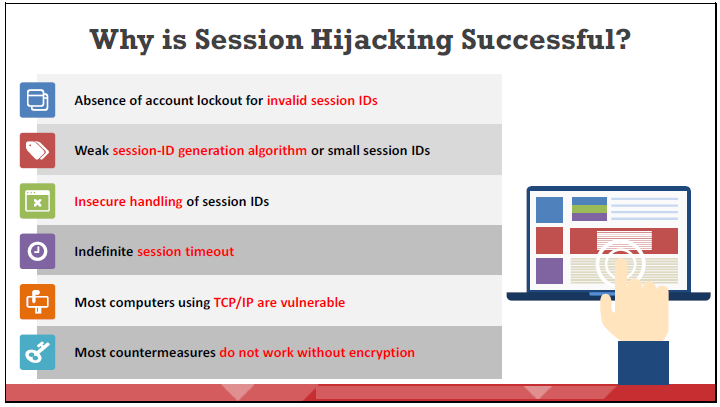 Why is Session Hijacking Successful?
Absence of account lockout for invalid session IDs
Weak session-ID generation algorithm or small session IDs
Insecure handling of session IDs
Indefinite session timeout
Most computers using TCP/IP are vulnerable
Most countermeasures do not work without encryption